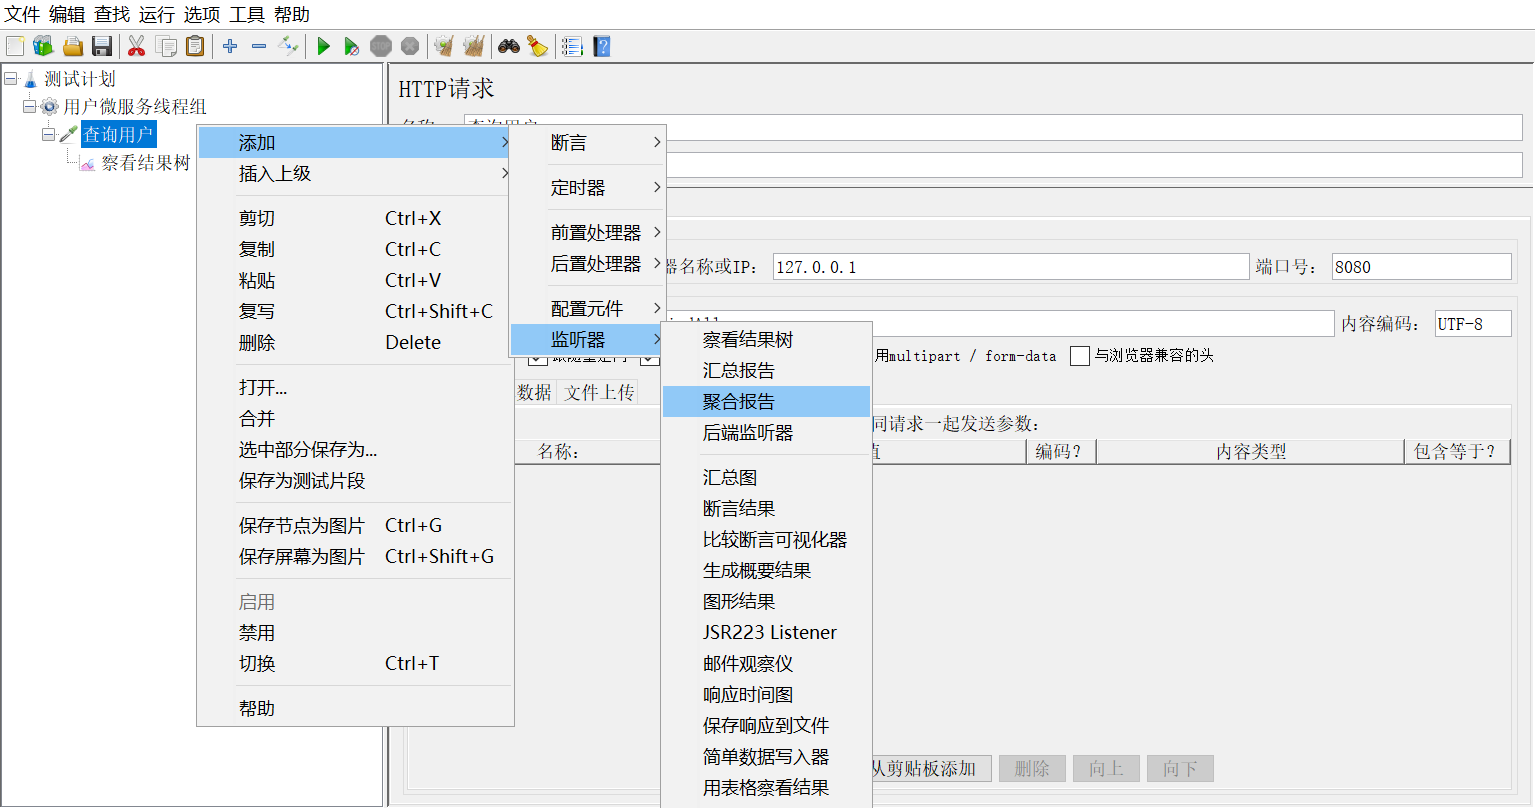 文件 编辑 查找 运行 选项 工具 帮助
测试计划
用户微服务线程组
查询用户
察看结果树
添加
插入上级
剪切 Ctrl+X
复制 Ctrl+C
粘贴 Ctrl+V
复写 Ctrl+Shift+C
删除 Delete
打开...
合并
选中部分保存为...
保存为测试片段
保存节点为图片 Ctrl+G
保存屏幕为图片 Ctrl+Shift+G
启用
禁用
切换 Ctrl+T
帮助
断言
定时器
前置处理器
后置处理器
配置元件
监听器
察看结果树
汇总报告
聚合报告
后端监听器
汇总图
断言结果
比较断言可视化器
生成概要结果
图形结果
JSR223 Listener
邮件观察仪
响应时间图
保存响应到文件
简单数据写入器
用表格察看结果
HTTP请求
器名称或IP: 127.0.0.1 端口号: 8080
内容编码: UTF-8
用multipart / form-data 与浏览器兼容的头
数据 文件上传
同请求一起发送参数:
名称: 值 编码? 内容类型 包含等于?
从剪贴板添加 删除 向上 向下
STOP